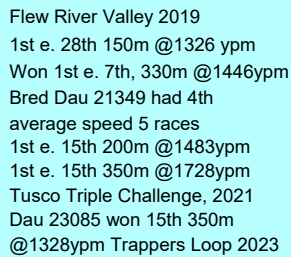 Flew River Valley 2019
1st e. 28th 150m @1326 ypm
Won 1st e. 7th, 330m @1446ypm
Bred Dau 21349 had 4th
average speed 5 races
1st e. 15th 200m @1483ypm
1st e. 15th 350m @1728ypm
Tusco Triple Challenge, 2021
Dau 23085 won 15th 350m
@1328ypm Trappers Loop 2023